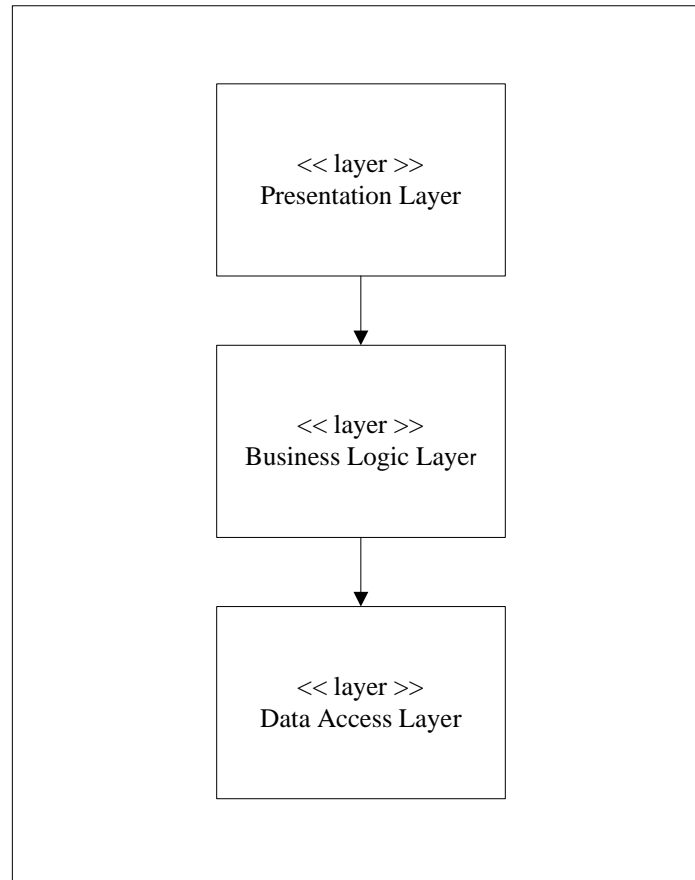 << layer >>
Presentation Layer
<< layer >>
Business Logic Layer
<< layer >>
Data Access Layer